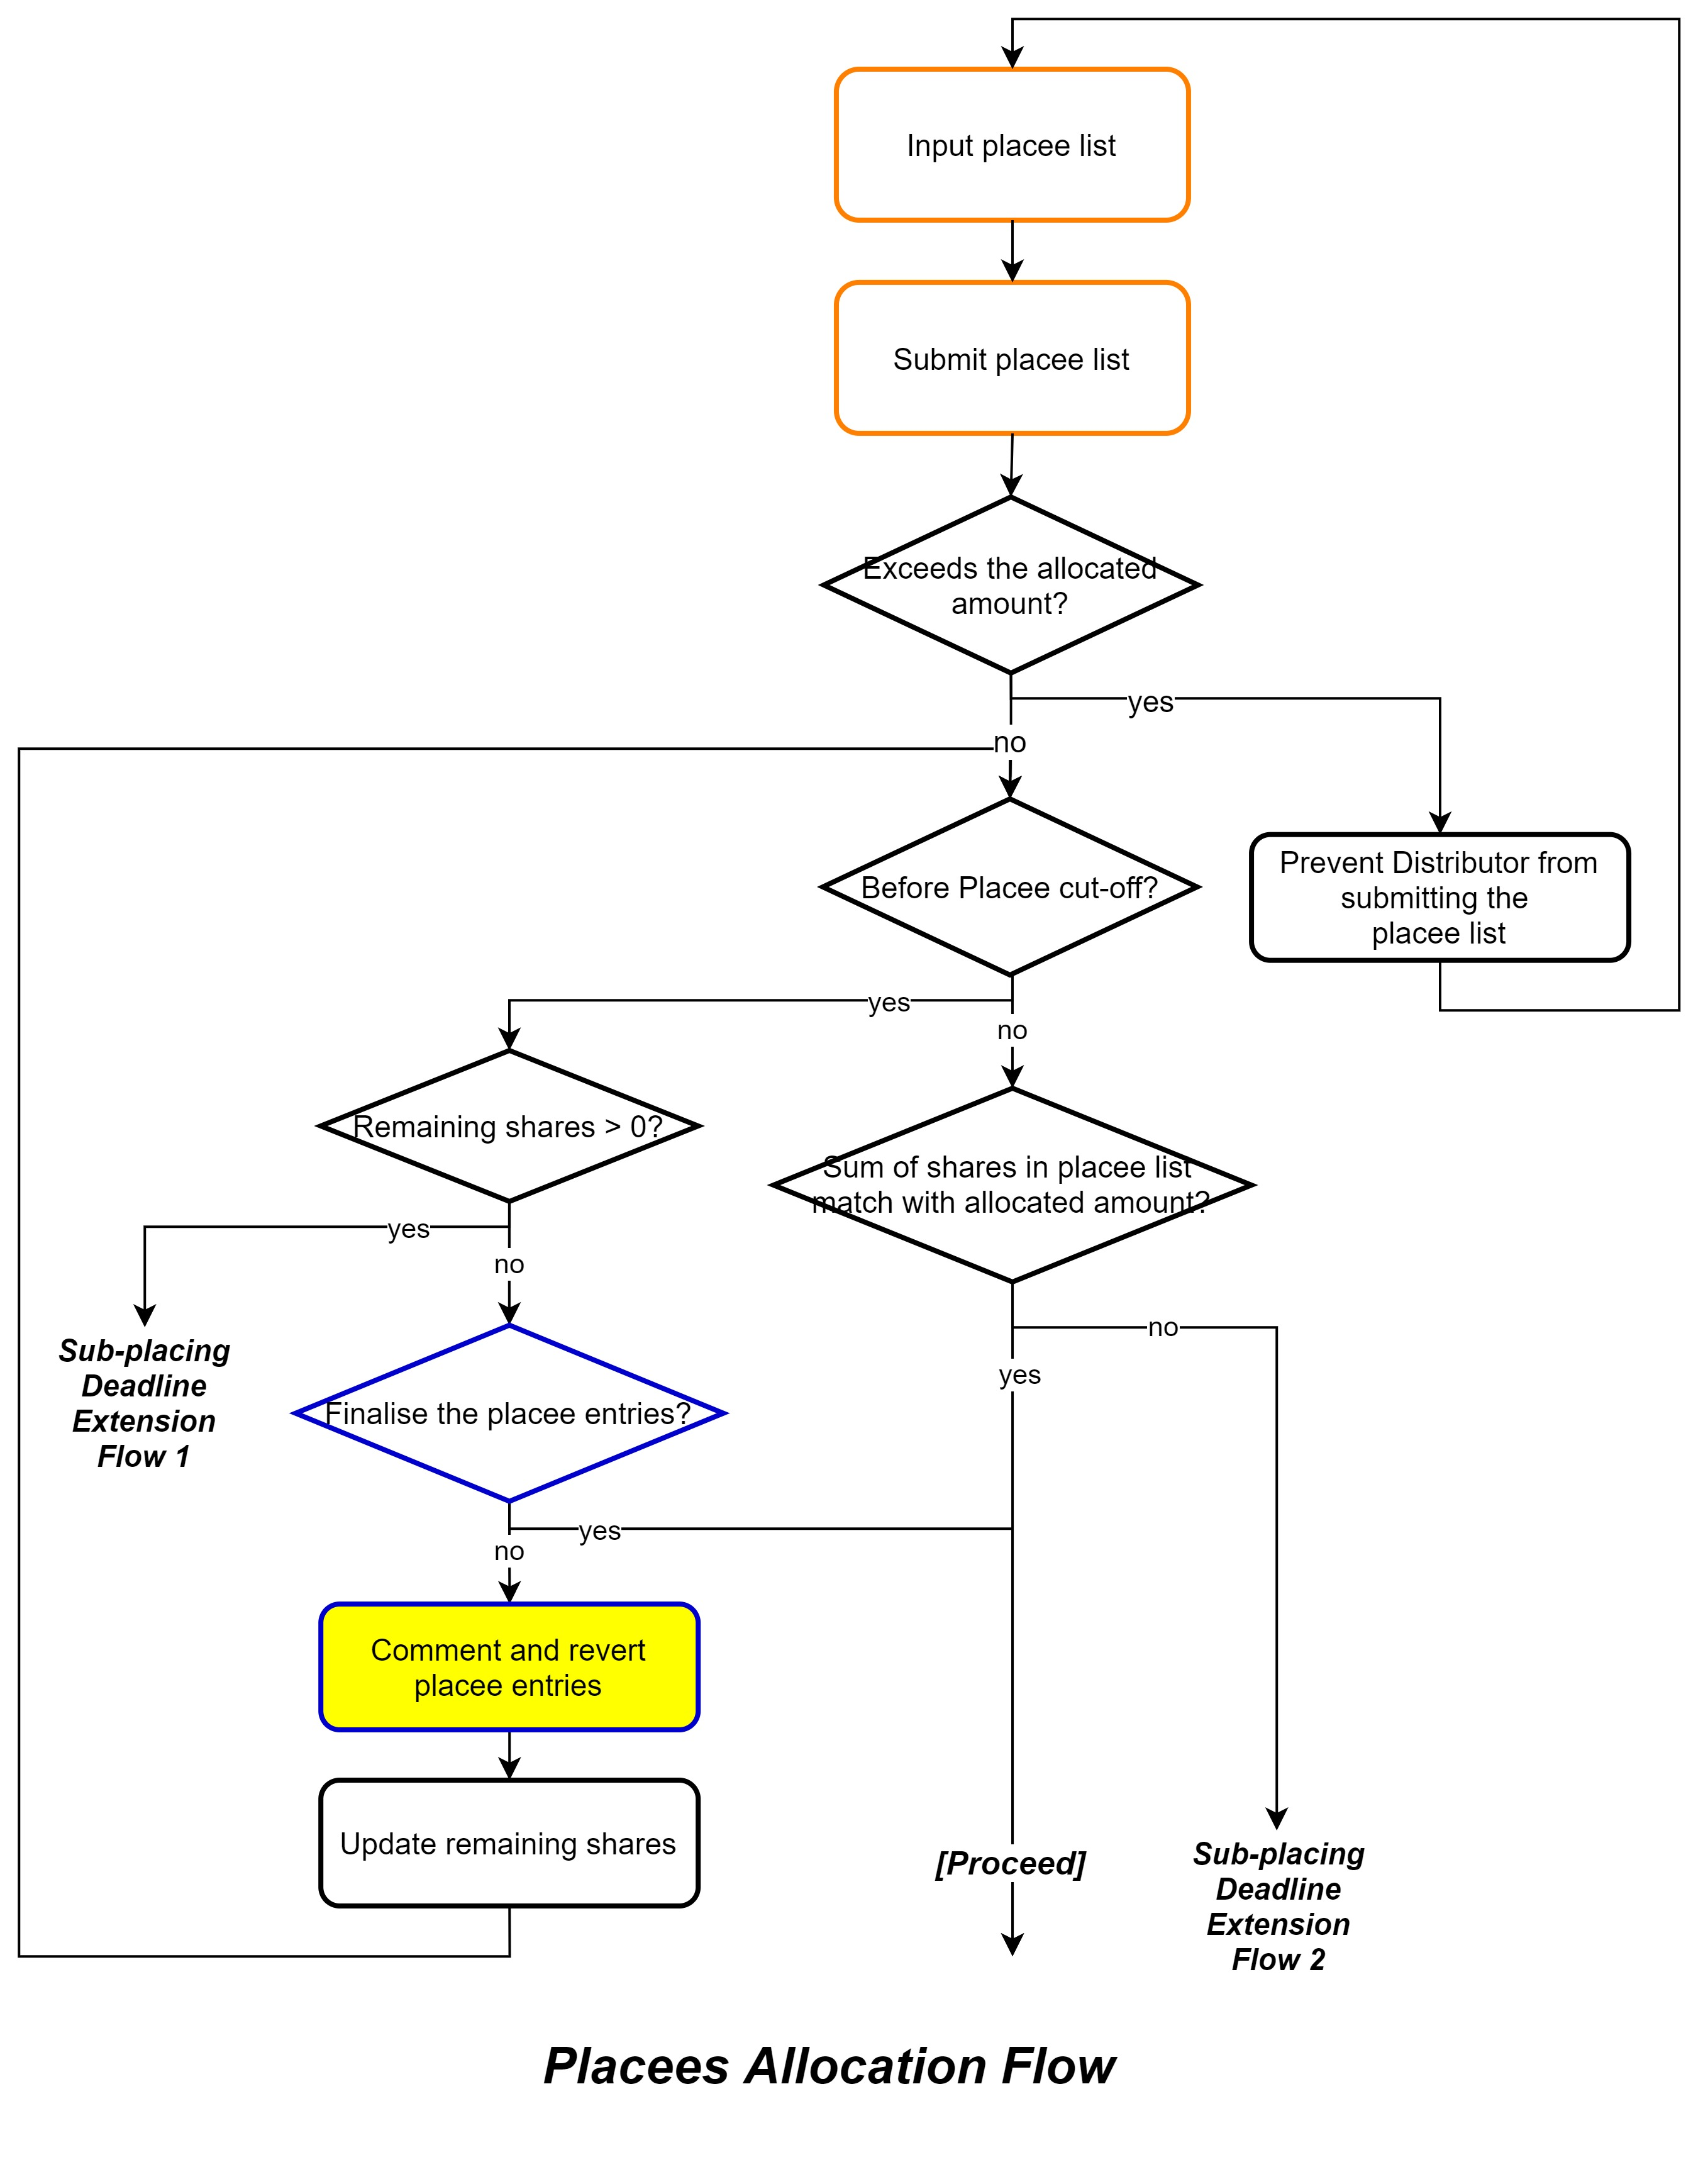 Input placee list
Submit placee list
Exceeds the allocated
amount?
yes
no
Before Placee cut-off?
Prevent Distributor from
submitting the
placee list
yes
no
Remaining shares > 0?
Sum of shares in placee list
match with allocated amount?
yes
no
Sub-placing
Deadline
Extension
Flow 1
Finalise the placee entries?
no
yes
yes
no
Comment and revert
placee entries
Update remaining shares
[Proceed]
Sub-placing
Deadline
Extension
Flow 2
Placees Allocation Flow